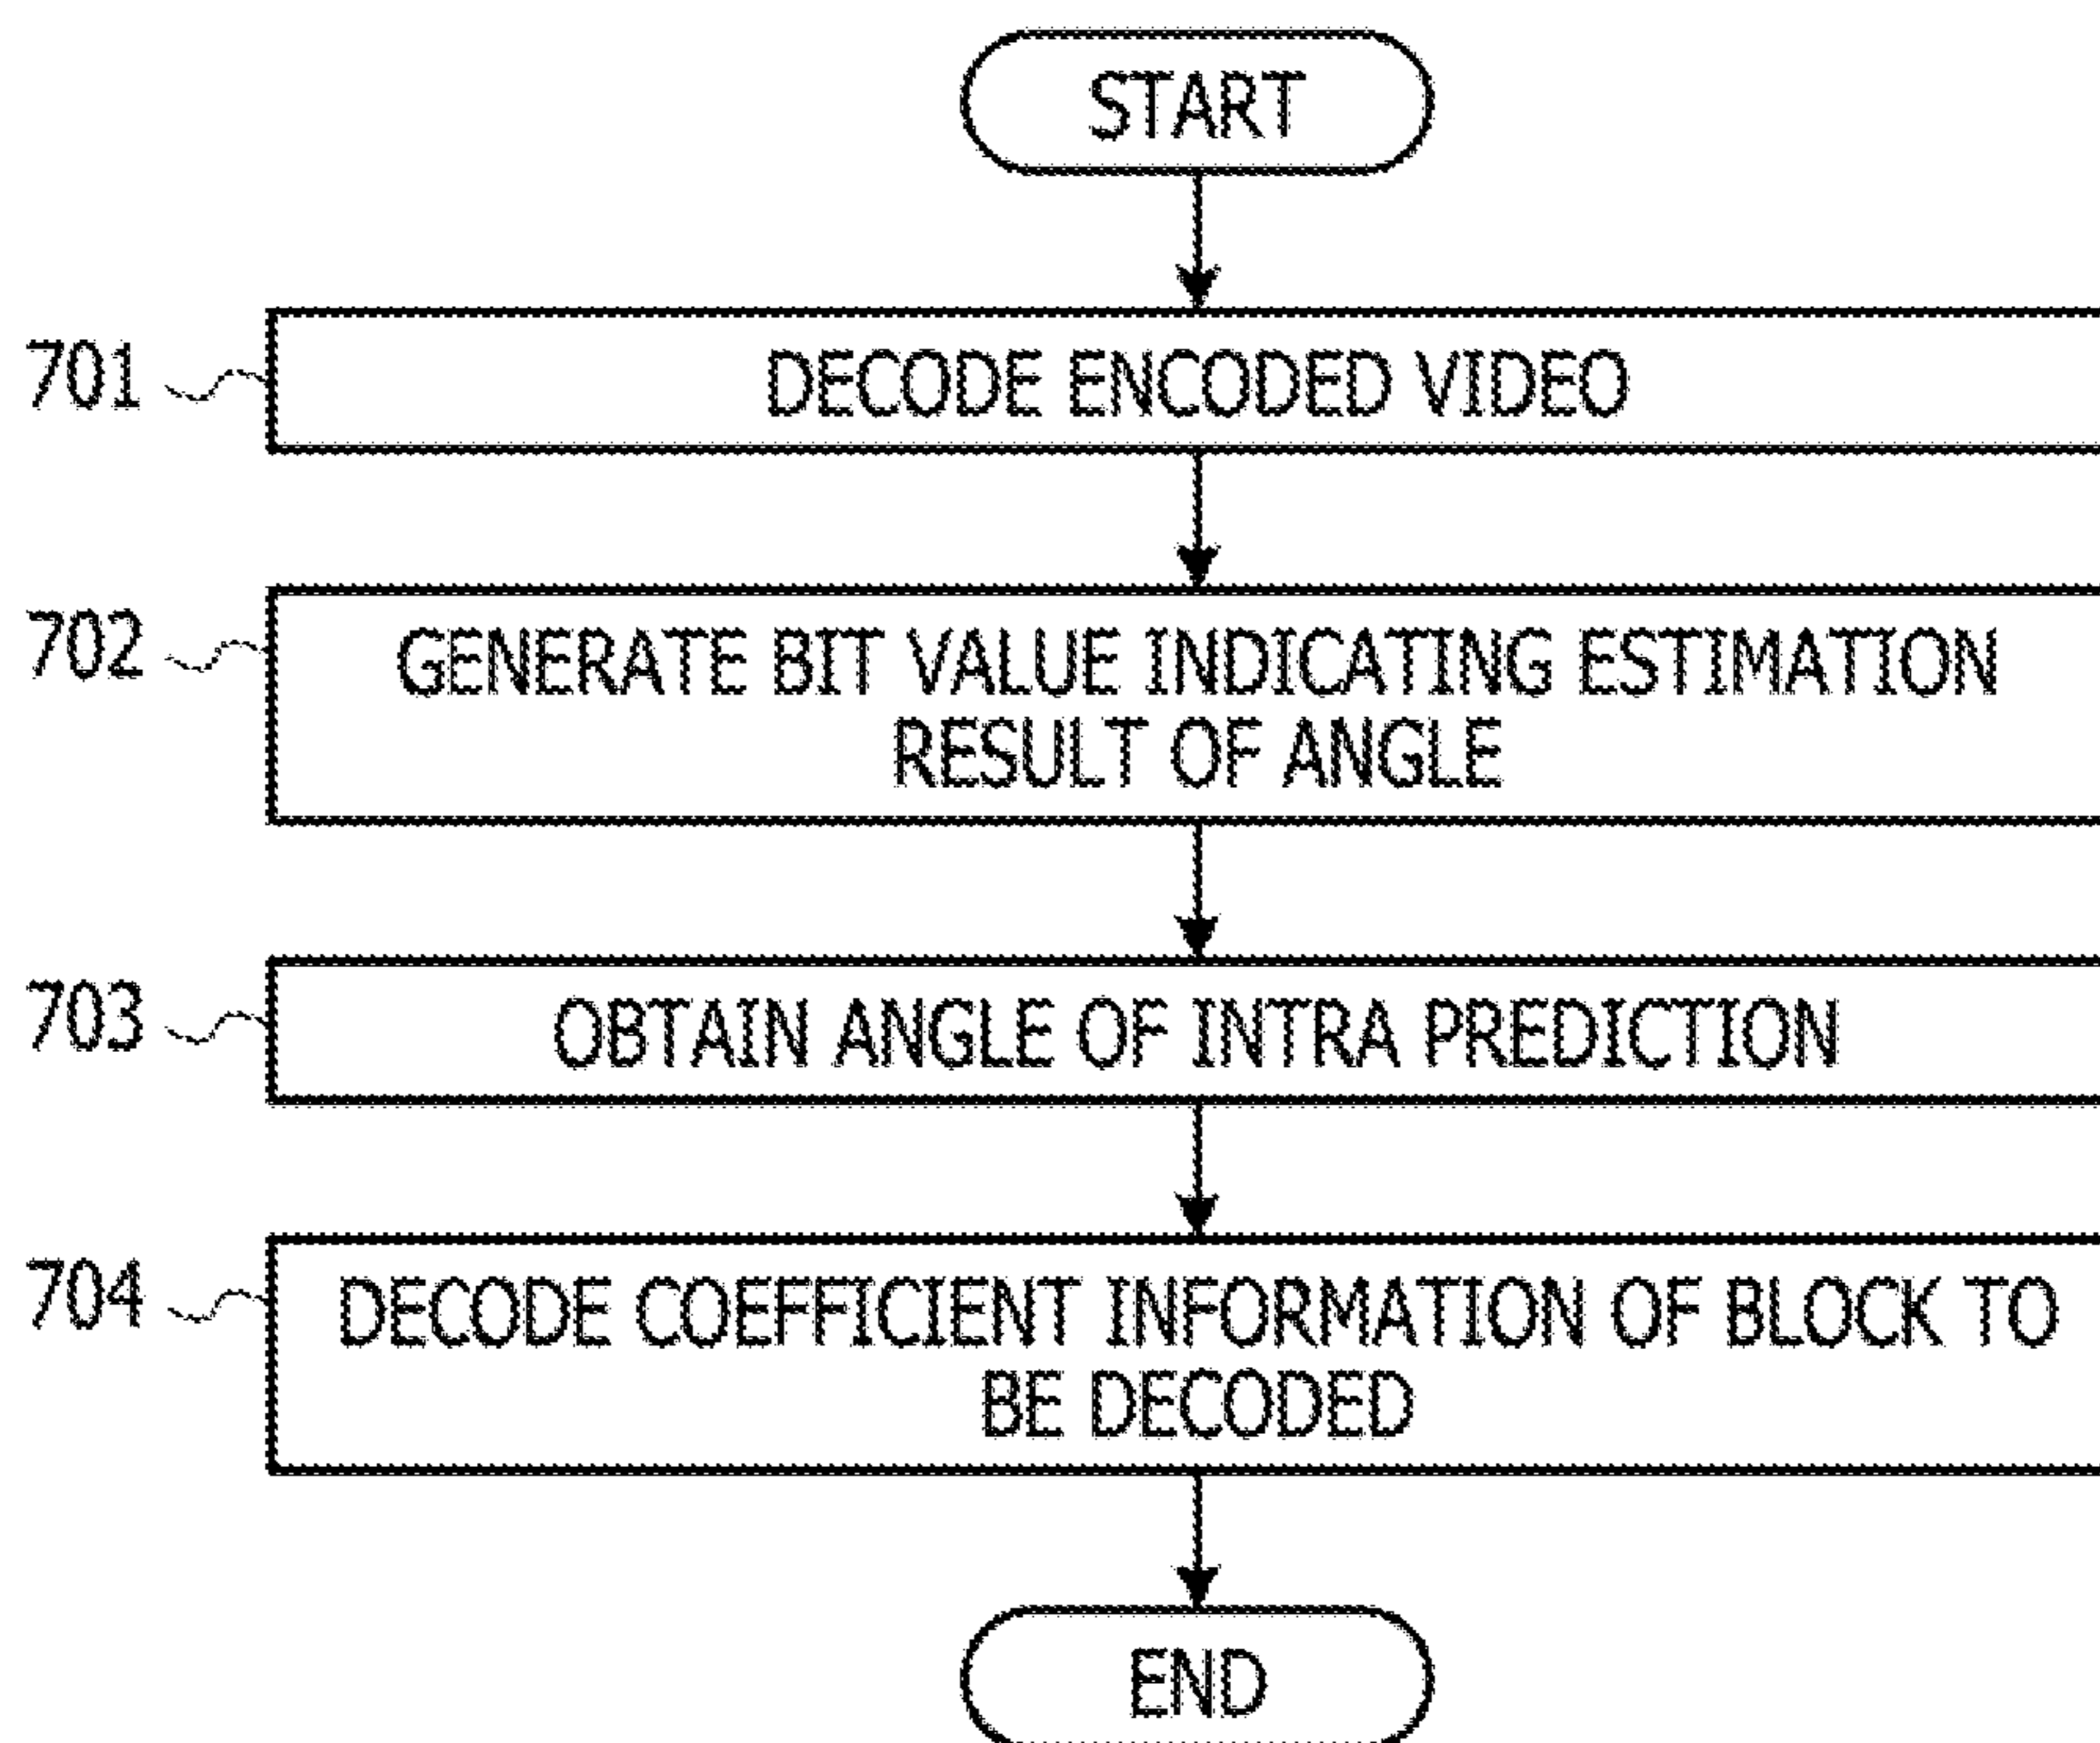 START
701
DECODE ENCODED VIDEO
702
GENERATE BIT VALUE INDICATING ESTIMATION
RESULT OF ANGLE
703
OBTAIN ANGLE OF INTRA PREDICTION
704
DECODE COEFFICIENT INFORMATION OF BLOCK TO
BE DECODED
END